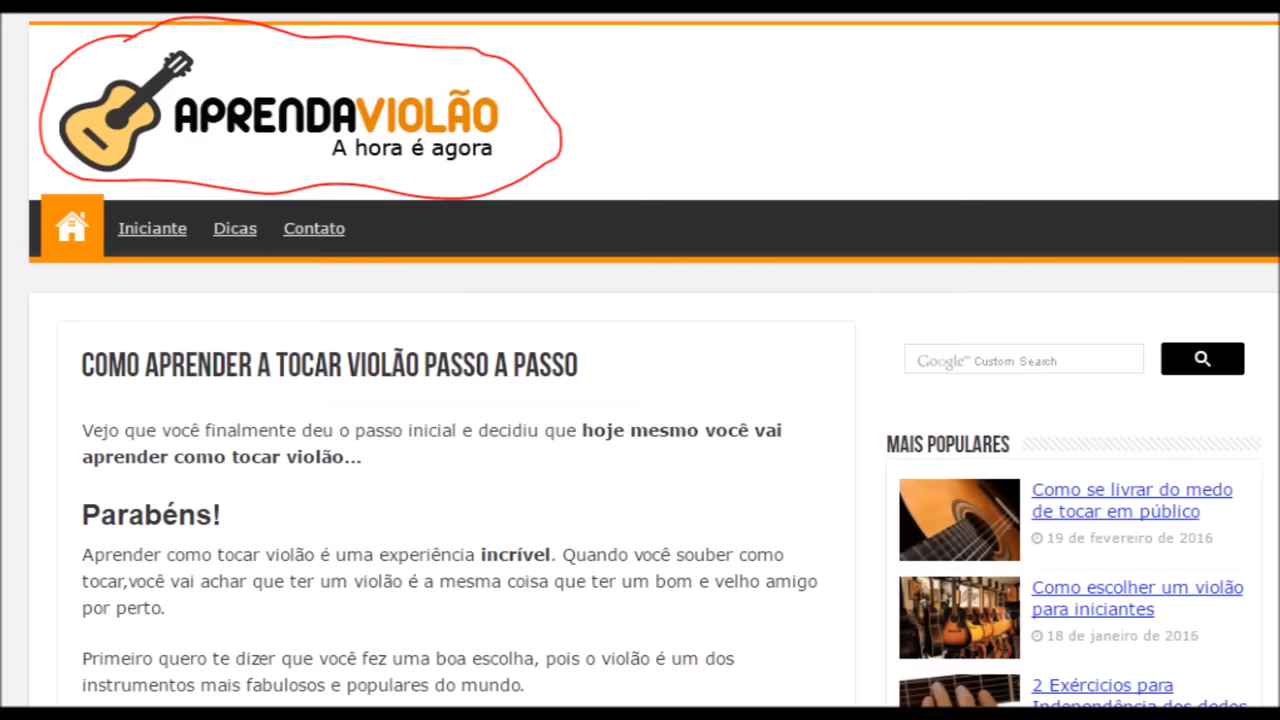 APRENDAVIOLÃO
A hora é agora
Iniciante Dicas Contato
COMO APRENDER A TOCAR VIOLÃO PASSO A PASSO
Vejo que você finalmente deu o passo inicial e decidiu que hoje mesmo você vai
aprender como tocar violão...
Parabéns!
Aprender como tocar violão é uma experiência incrível. Quando você souber como
tocar,você vai achar que ter um violão é a mesma coisa que ter um bom e velho amigo
por perto.
Primeiro quero te dizer que você fez uma boa escolha, pois o violão é um dos
instrumentos mais fabulosos e populares do mundo.
Google™ Custom Search
MAIS POPULARES
Como se livrar do medo
de tocar em público
19 de fevereiro de 2016
Como escolher um violão
para iniciantes
18 de janeiro de 2016
2 Exércicios para
Independência dos dedos